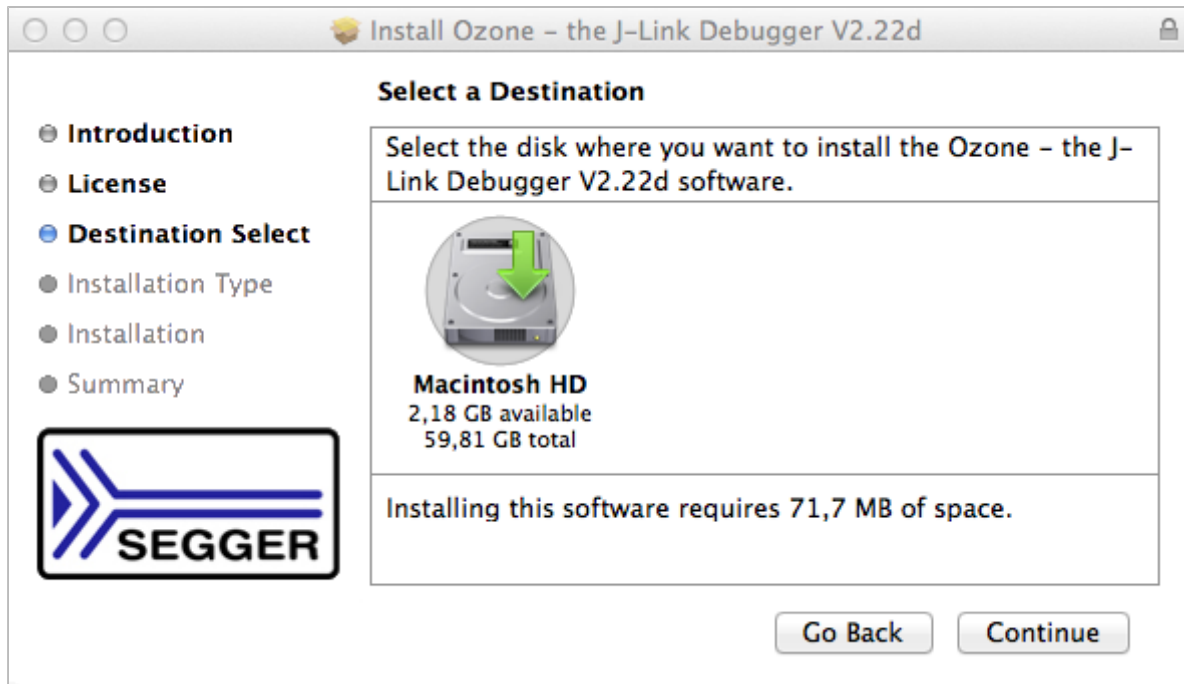 Install Ozone – the J-Link Debugger V2.22d
Select a Destination
Introduction
License
Destination Select
Installation Type
Installation
Summary
SEGGER
Select the disk where you want to install the Ozone – the J-
Link Debugger V2.22d software.
Macintosh HD
2,18 GB available
59,81 GB total
Installing this software requires 71,7 MB of space.
Go Back
Continue